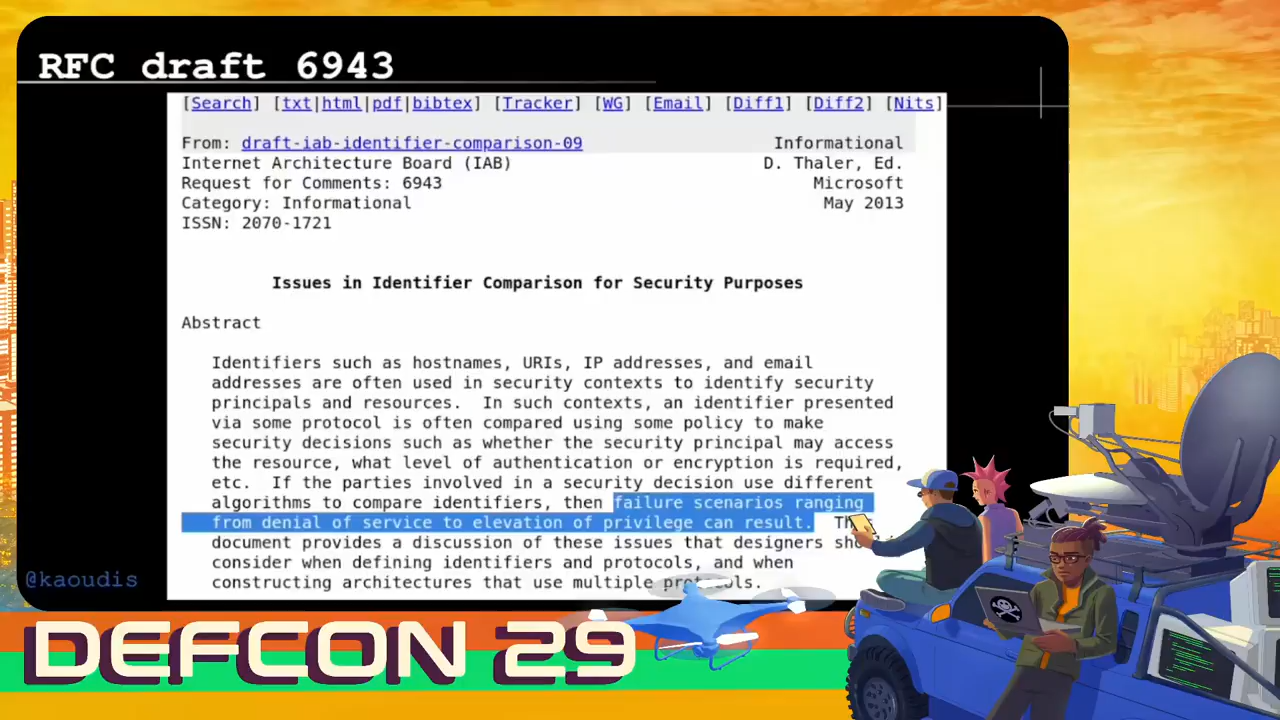 RFC draft 6943
[Search] [txt|html|pdf|bibtex] [Tracker] [WG] [Email] [Diff1] [Diff2] [Nits]
From: draft-iab-identifier-comparison-09 Informational
Internet Architecture Board (IAB) D. Thaler, Ed.
Request for Comments: 6943 Microsoft
Category: Informational May 2013
ISSN: 2070-1721
Issues in Identifier Comparison for Security Purposes
Abstract
Identifiers such as hostnames, URIs, IP addresses, and email
addresses are often used in security contexts to identify security
principals and resources. In such contexts, an identifier presented
via some protocol is often compared using some policy to make
security decisions such as whether the security principal may access
the resource, what level of authentication or encryption is required,
etc. If the parties involved in a security decision use different
algorithms to compare identifiers, then failure scenarios ranging
from denial of service to elevation of privilege can result.
document provides a discussion of these issues that designers
consider when defining identifiers and protocols, and when
constructing architectures that use multiple protocols.
@kaoudis
DEFCON 29